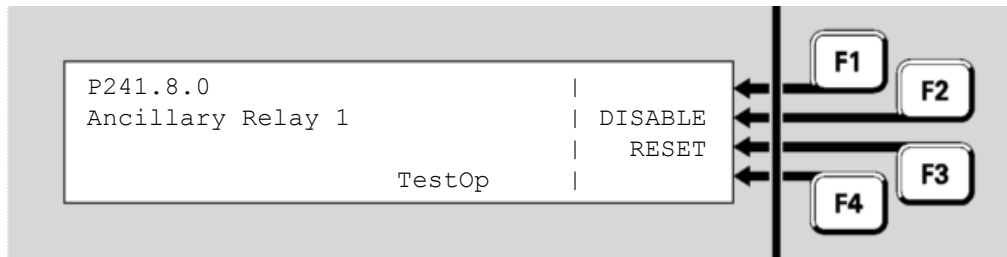 P241.8.0 |
Ancillary Relay 1 | DISABLE
| RESET
TestOp |
F1
F2
F3
F4